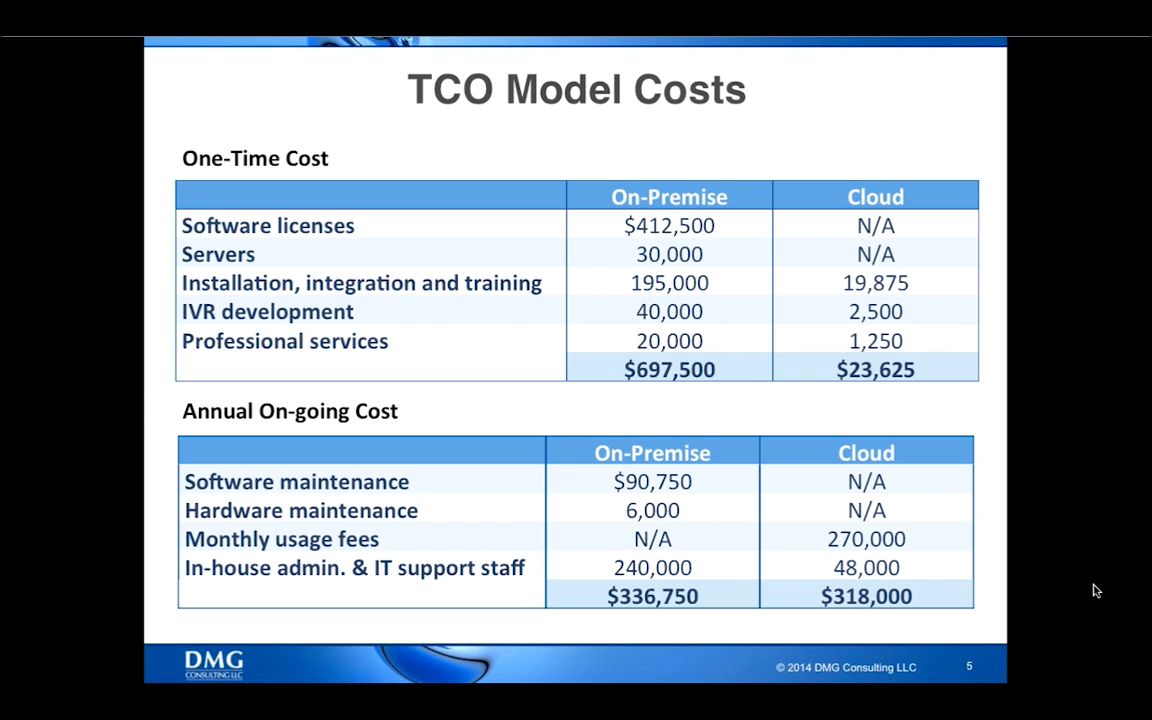 TCO Model Costs
One-Time Cost
On-Premise Cloud
Software licenses $412,500 N/A
Servers 30,000 N/A
Installation, integration and training 195,000 19,875
IVR development 40,000 2,500
Professional services 20,000 1,250
$697,500 $23,625
Annual On-going Cost
On-Premise Cloud
Software maintenance $90,750 N/A
Hardware maintenance 6,000 N/A
Monthly usage fees N/A 270,000
In-house admin. & IT support staff 240,000 48,000
$336,750 $318,000
DMG
CONSULTING LLC
© 2014 DMG Consulting LLC 5